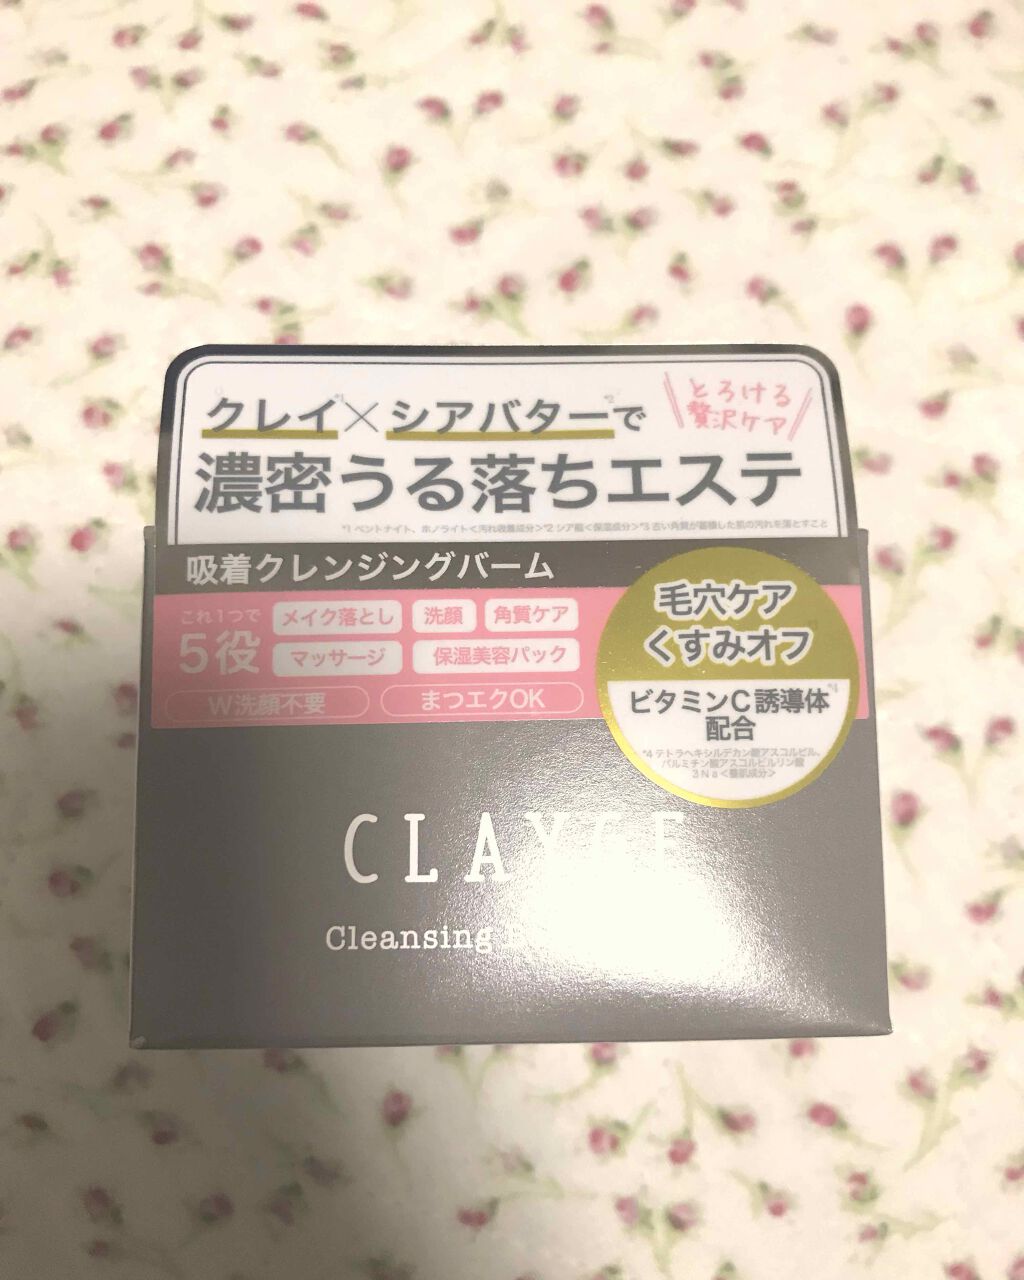 クレイ*1×シアバター*2で
とろける
贅沢ケア
濃密うる落ちエステ
*1 ベントナイト、ホノライト<汚れ吸着成分>*2 シア脂<保湿成分>*3 古い角質が蓄積した肌の汚れを落とすこと
吸着クレンジングバーム
これ1つで
5役
メイク落とし 洗顔 角質ケア
マッサージ 保湿美容パック
W洗顔不要 まつエクOK
毛穴ケア
くすみオフ
ビタミンC誘導体*4
配合
*4 テトラヘキシルデカン酸アスコルビル、
パルミチン酸アスコルビルリン酸
3Na<整肌成分>
CLAYGE
Cleansing